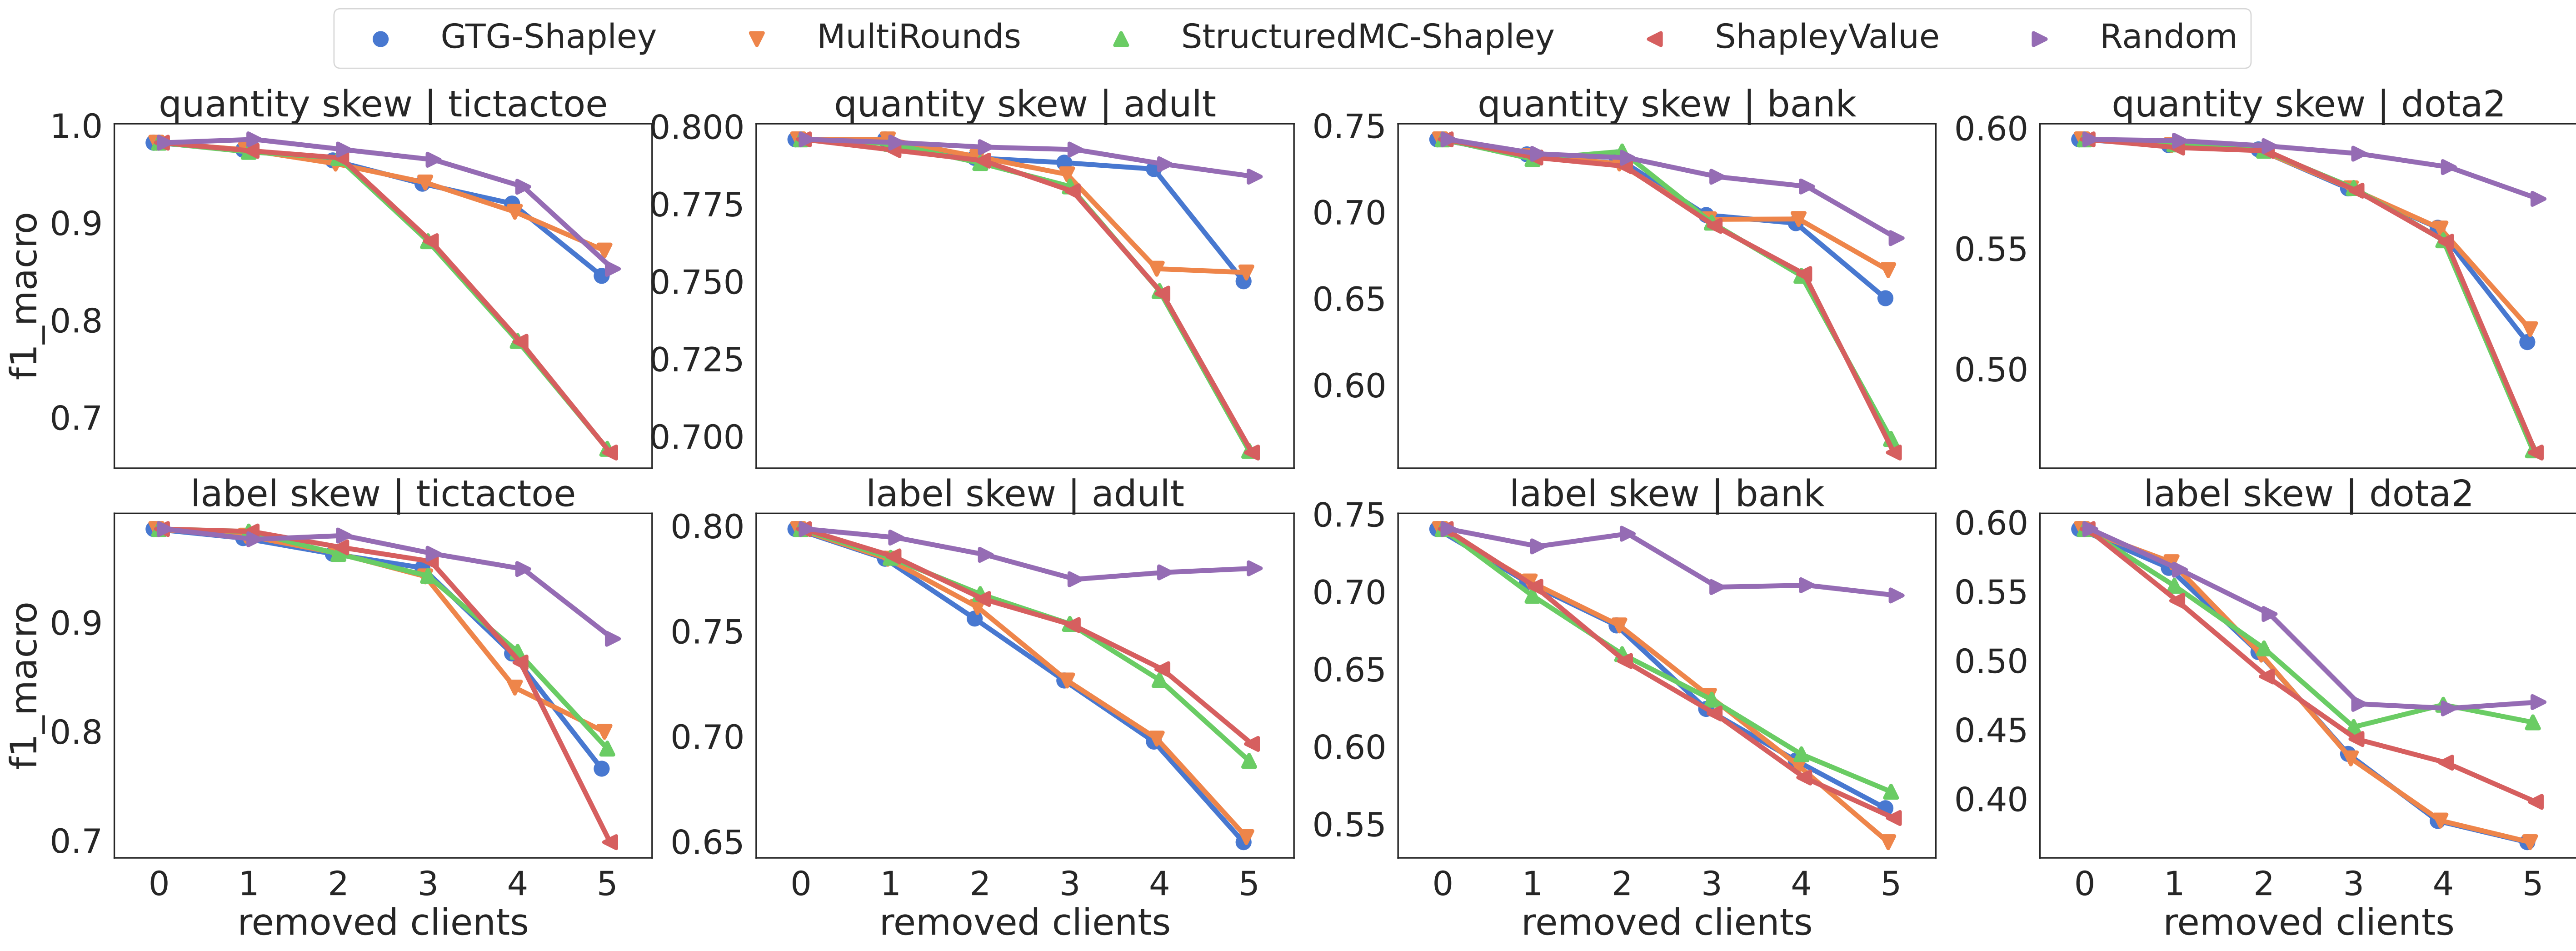 GTG-Shapley MultiRounds StructuredMC-Shapley ShapleyValue Random
quantity skew | tictactoe
1.0
0.9
0.8
0.7
f1_macro
quantity skew | adult
0.800
0.775
0.750
0.725
0.700
quantity skew | bank
0.75
0.70
0.65
0.60
quantity skew | dota2
0.60
0.55
0.50
label skew | tictactoe
0.9
0.8
0.7
f1_macro
0 1 2 3 4 5
removed clients
label skew | adult
0.80
0.75
0.70
0.65
0 1 2 3 4 5
removed clients
label skew | bank
0.75
0.70
0.65
0.60
0.55
0 1 2 3 4 5
removed clients
label skew | dota2
0.60
0.55
0.50
0.45
0.40
0 1 2 3 4 5
removed clients